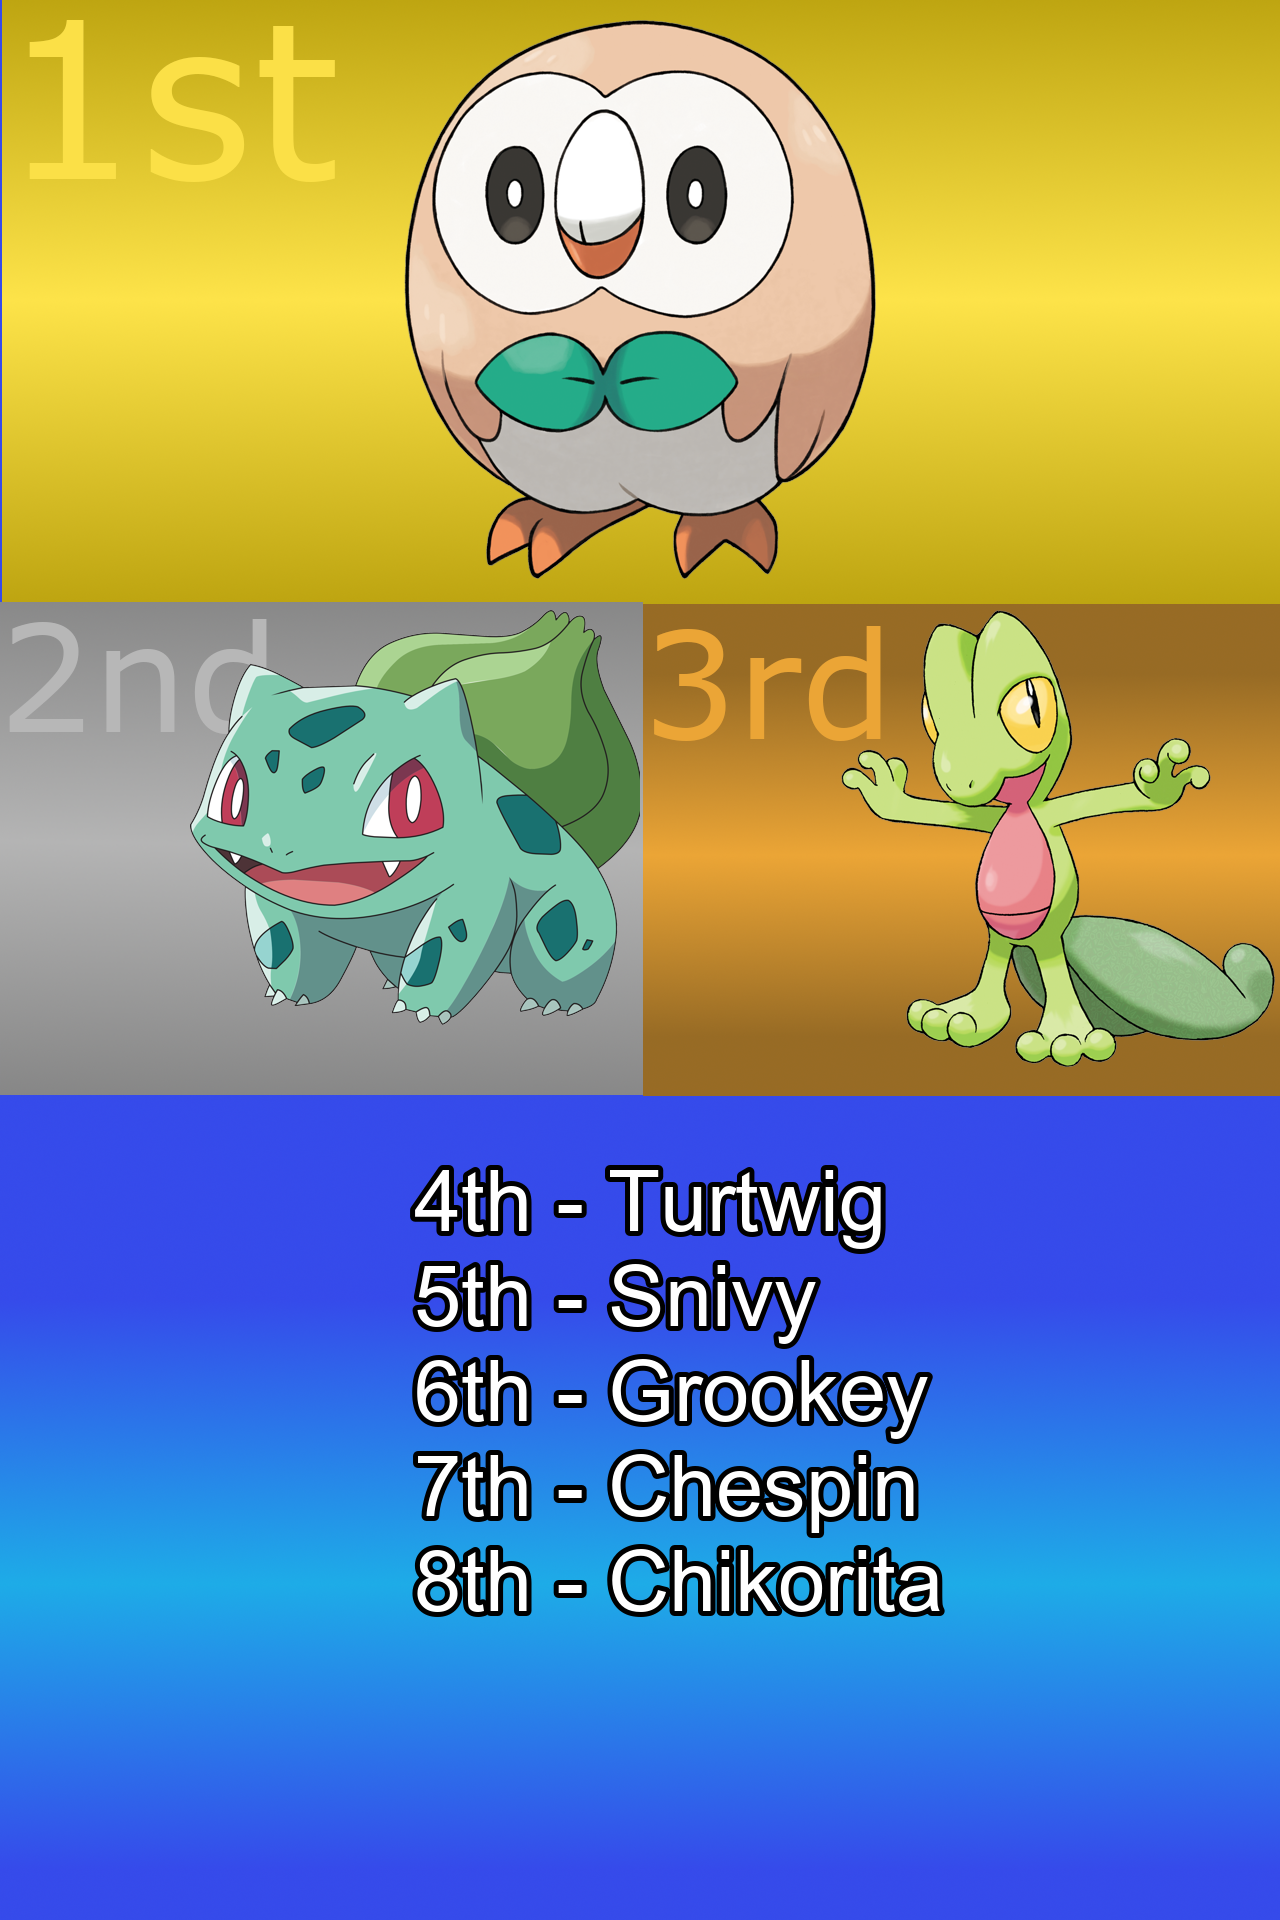 1st
2nd
3rd
4th - Turtwig
5th - Snivy
6th - Grookey
7th - Chespin
8th - Chikorita